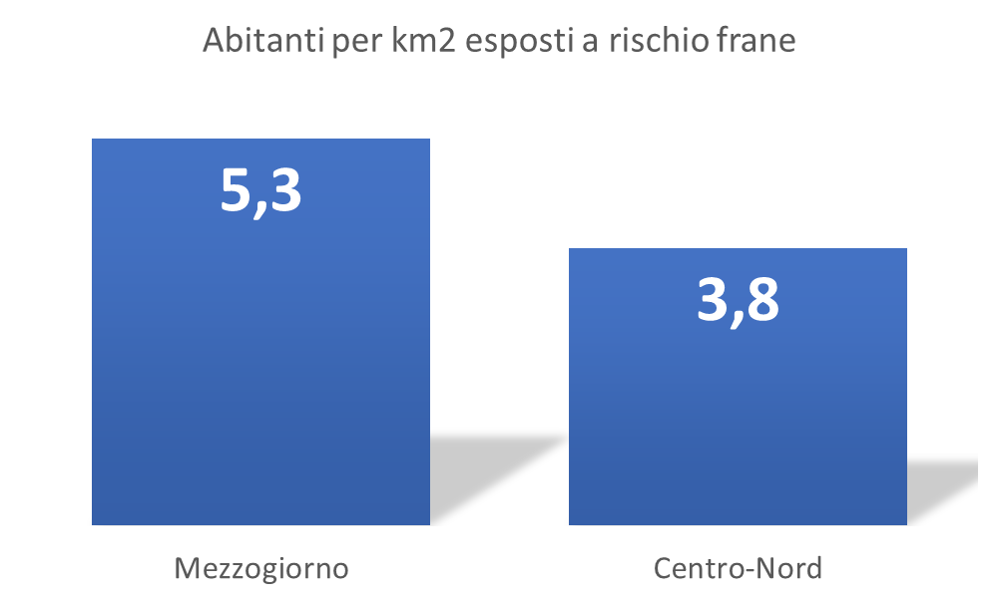 Abitanti per km2 esposti a rischio frane
5,3
3,8
Mezzogiorno
Centro-Nord